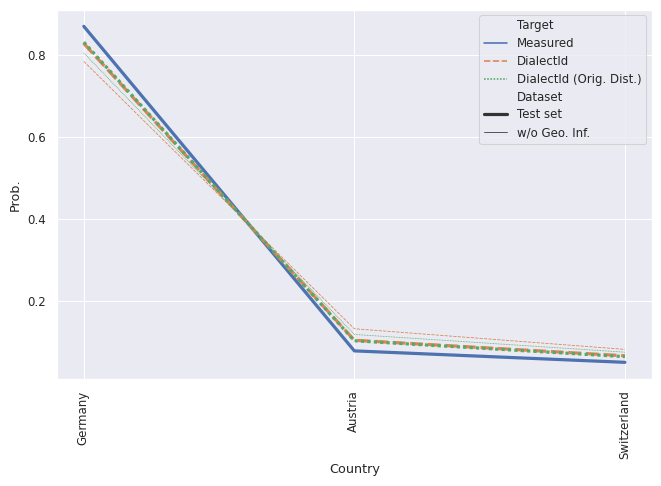 Target
Measured
DialectId
DialectId (Orig. Dist.)
Dataset
Test set
w/o Geo. Inf.
0.8
0.6
0.4
0.2
Prob.
Germany
Austria
Switzerland
Country